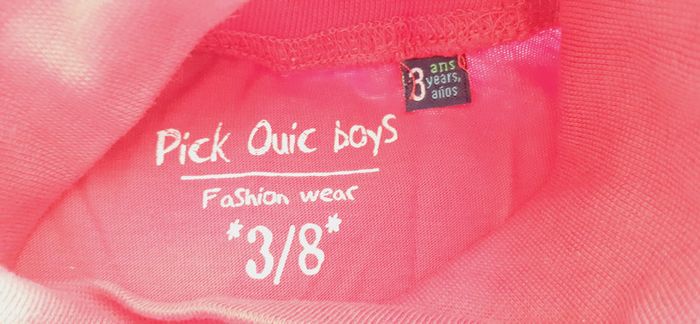 3 ans
years,
años
Pick Ouic boys
Fashion wear
*3/8*